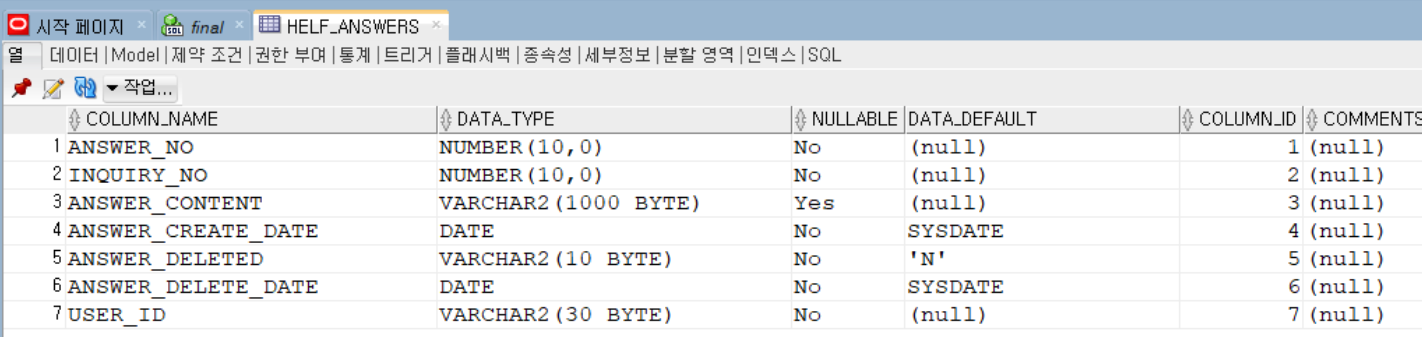 시작 페이지 × final × HELF_ANSWERS ×
열 데이터 | Model | 제약 조건 | 권한 부여 | 통계 | 트리거 | 플래시백 | 종속성 | 세부정보 | 분할 영역 | 인덱스 | SQL
작업...
COLUMN_NAME DATA_TYPE NULLABLE DATA_DEFAULT COLUMN_ID COMMENTS
1 ANSWER_NO NUMBER(10,0) No (null) 1 (null)
2 INQUIRY_NO NUMBER(10,0) No (null) 2 (null)
3 ANSWER_CONTENT VARCHAR2(1000 BYTE) Yes (null) 3 (null)
4 ANSWER_CREATE_DATE DATE No SYSDATE 4 (null)
5 ANSWER_DELETED VARCHAR2(10 BYTE) No 'N' 5 (null)
6 ANSWER_DELETE_DATE DATE No SYSDATE 6 (null)
7 USER_ID VARCHAR2(30 BYTE) No (null) 7 (null)